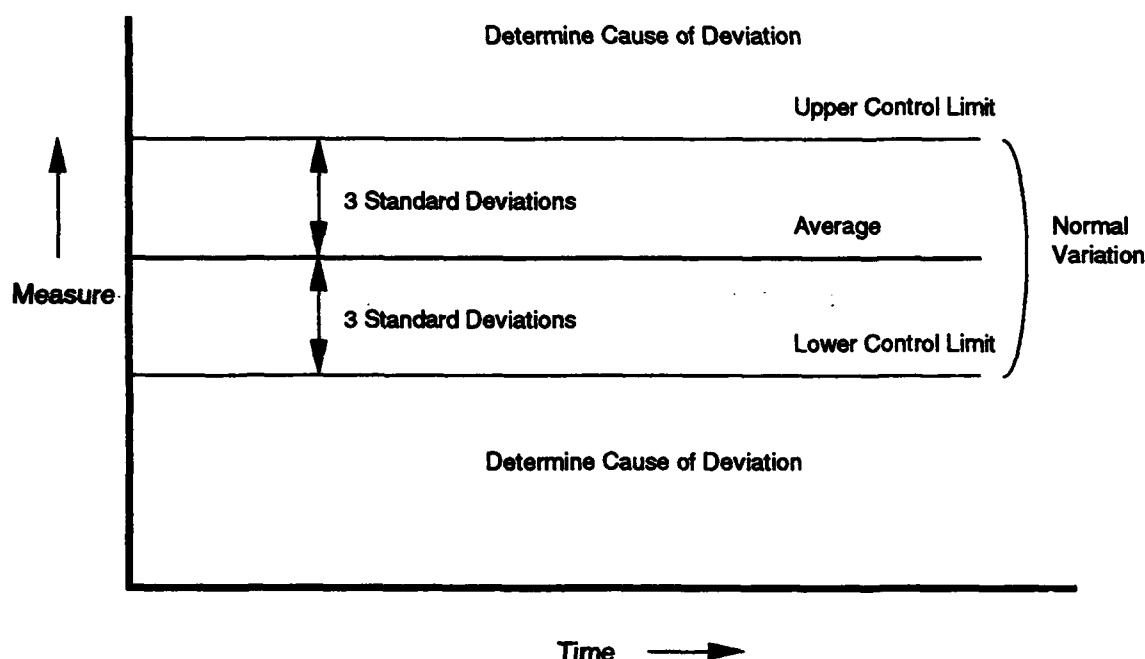 Determine Cause of Deviation
Upper Control Limit
3 Standard Deviations
Average
Normal
Variation
Measure
3 Standard Deviations
Lower Control Limit
Determine Cause of Deviation
Time